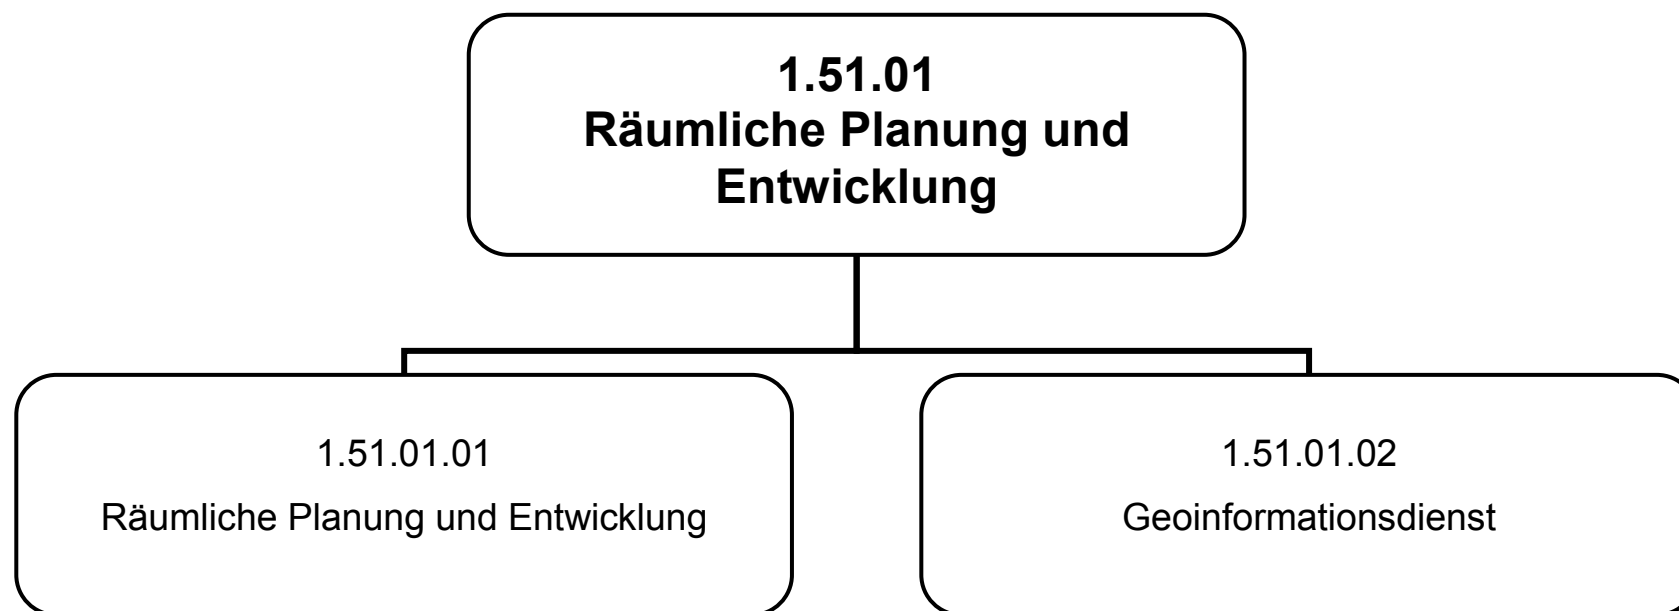 1.51.01
Räumliche Planung und
Entwicklung
1.51.01.01
Räumliche Planung und Entwicklung
1.51.01.02
Geoinformationsdienst